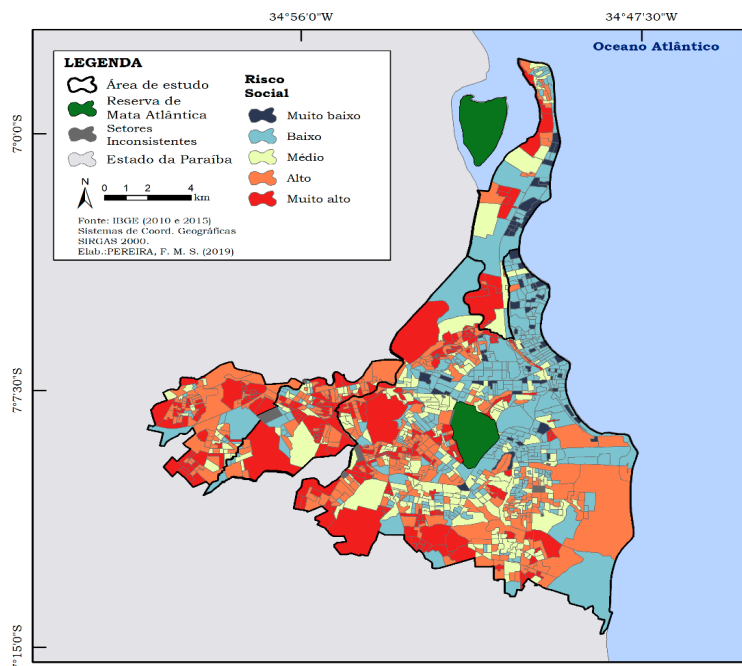 34°56'0"W
34°47'30"W
Oceano Atlântico
LEGENDA
Área de estudo
Reserva de
Mata Atlântica
Setores
Inconsistentes
Estado da Paraíba
Risco
Social
Muito baixo
Baixo
Médio
Alto
Muito alto
N
0 1 2 4
km
Fonte: IBGE (2010 e 2015)
Sistemas de Coord. Geográficas
SIRGAS 2000.
Elab.:PEREIRA, F. M. S. (2019)
7°0'0"S
7°7'30"S
7°15'0"S